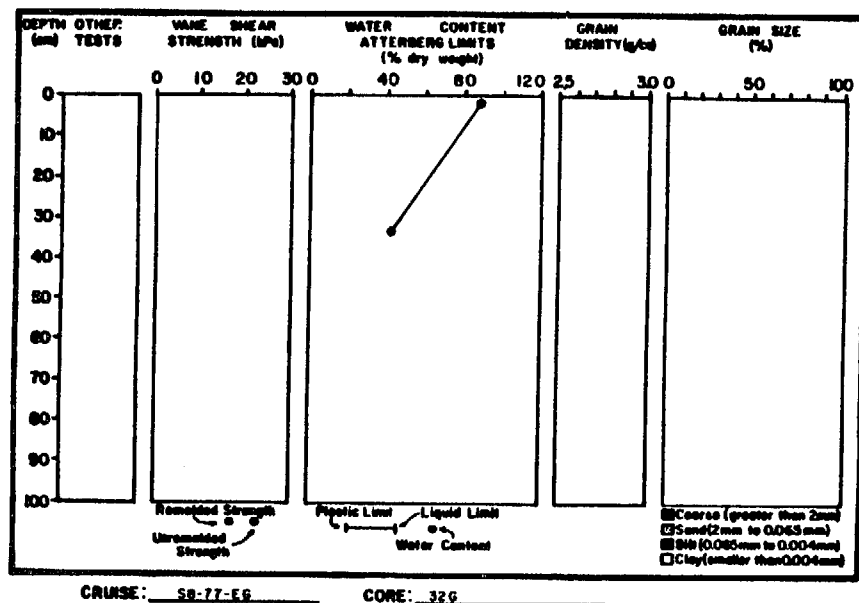 DEPTH OTHER VANE SHEAR WATER CONTENT GRAIN GRAIN SIZE
(cm) TESTS STRENGTH (kPa) ATTERBERG LIMITS DENSITY(g/cc) (%)
(% dry weight)
0 10 20 30 0 40 80 120 2.5 3.0 0 50 100
0
10
20
30
40
50
60
70
80
90
100
Remolded Strength
Unremolded
Strength
Plastic Limit
Liquid Limit
Water Content
Coarse (greater than 2mm)
Sand(2mm to 0.063mm)
Silt (0.063mm to 0.004mm)
Clay(smaller than 0.004mm)
CRUISE: S8-77-EG CORE: 32G